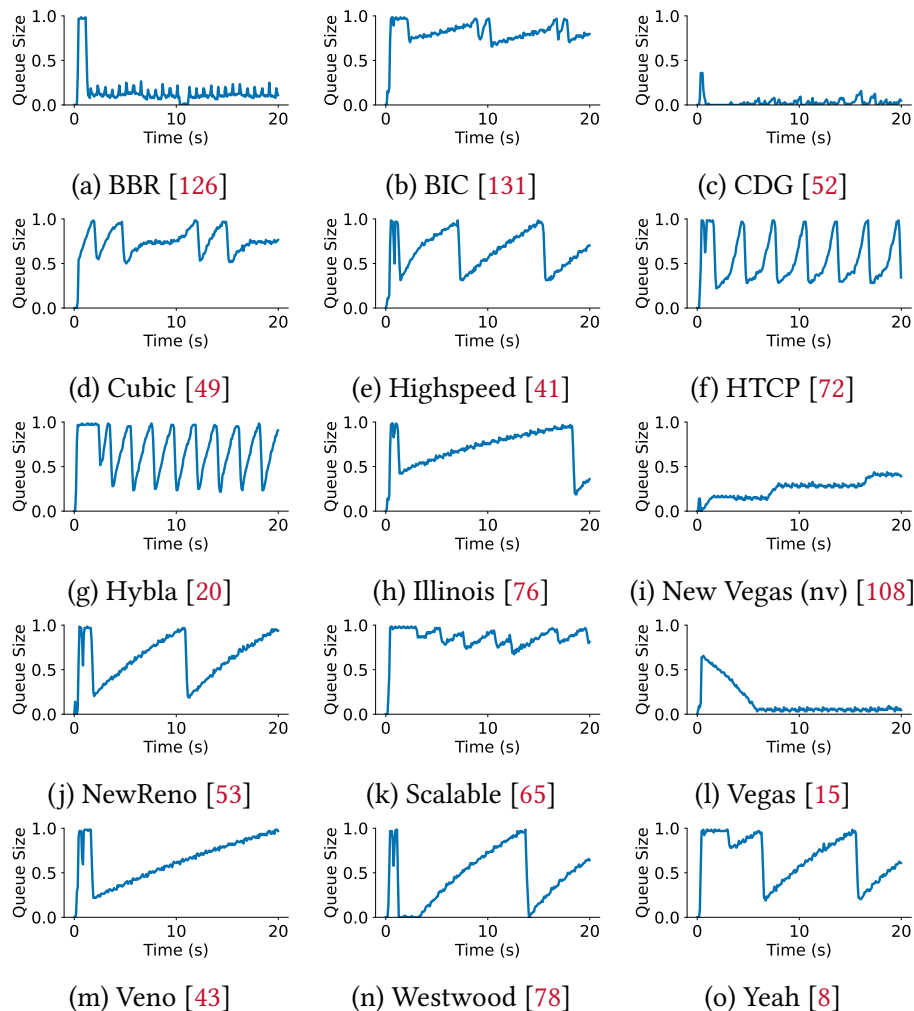 1.0
0.5
0.0
Queue Size
0 10 20
Time (s)
1.0
0.5
0.0
Queue Size
0 10 20
Time (s)
1.0
0.5
0.0
Queue Size
0 10 20
Time (s)
(a) BBR [126]
(b) BIC [131]
(c) CDG [52]
1.0
0.5
0.0
Queue Size
0 10 20
Time (s)
1.0
0.5
0.0
Queue Size
0 10 20
Time (s)
1.0
0.5
0.0
Queue Size
0 10 20
Time (s)
(d) Cubic [49]
(e) Highspeed [41]
(f) HTCP [72]
1.0
0.5
0.0
Queue Size
0 10 20
Time (s)
1.0
0.5
0.0
Queue Size
0 10 20
Time (s)
1.0
0.5
0.0
Queue Size
0 10 20
Time (s)
(g) Hybla [20]
(h) Illinois [76]
(i) New Vegas (nv) [108]
1.0
0.5
0.0
Queue Size
0 10 20
Time (s)
1.0
0.5
0.0
Queue Size
0 10 20
Time (s)
1.0
0.5
0.0
Queue Size
0 10 20
Time (s)
(j) NewReno [53]
(k) Scalable [65]
(l) Vegas [15]
1.0
0.5
0.0
Queue Size
0 10 20
Time (s)
1.0
0.5
0.0
Queue Size
0 10 20
Time (s)
1.0
0.5
0.0
Queue Size
0 10 20
Time (s)
(m) Veno [43]
(n) Westwood [78]
(o) Yeah [8]